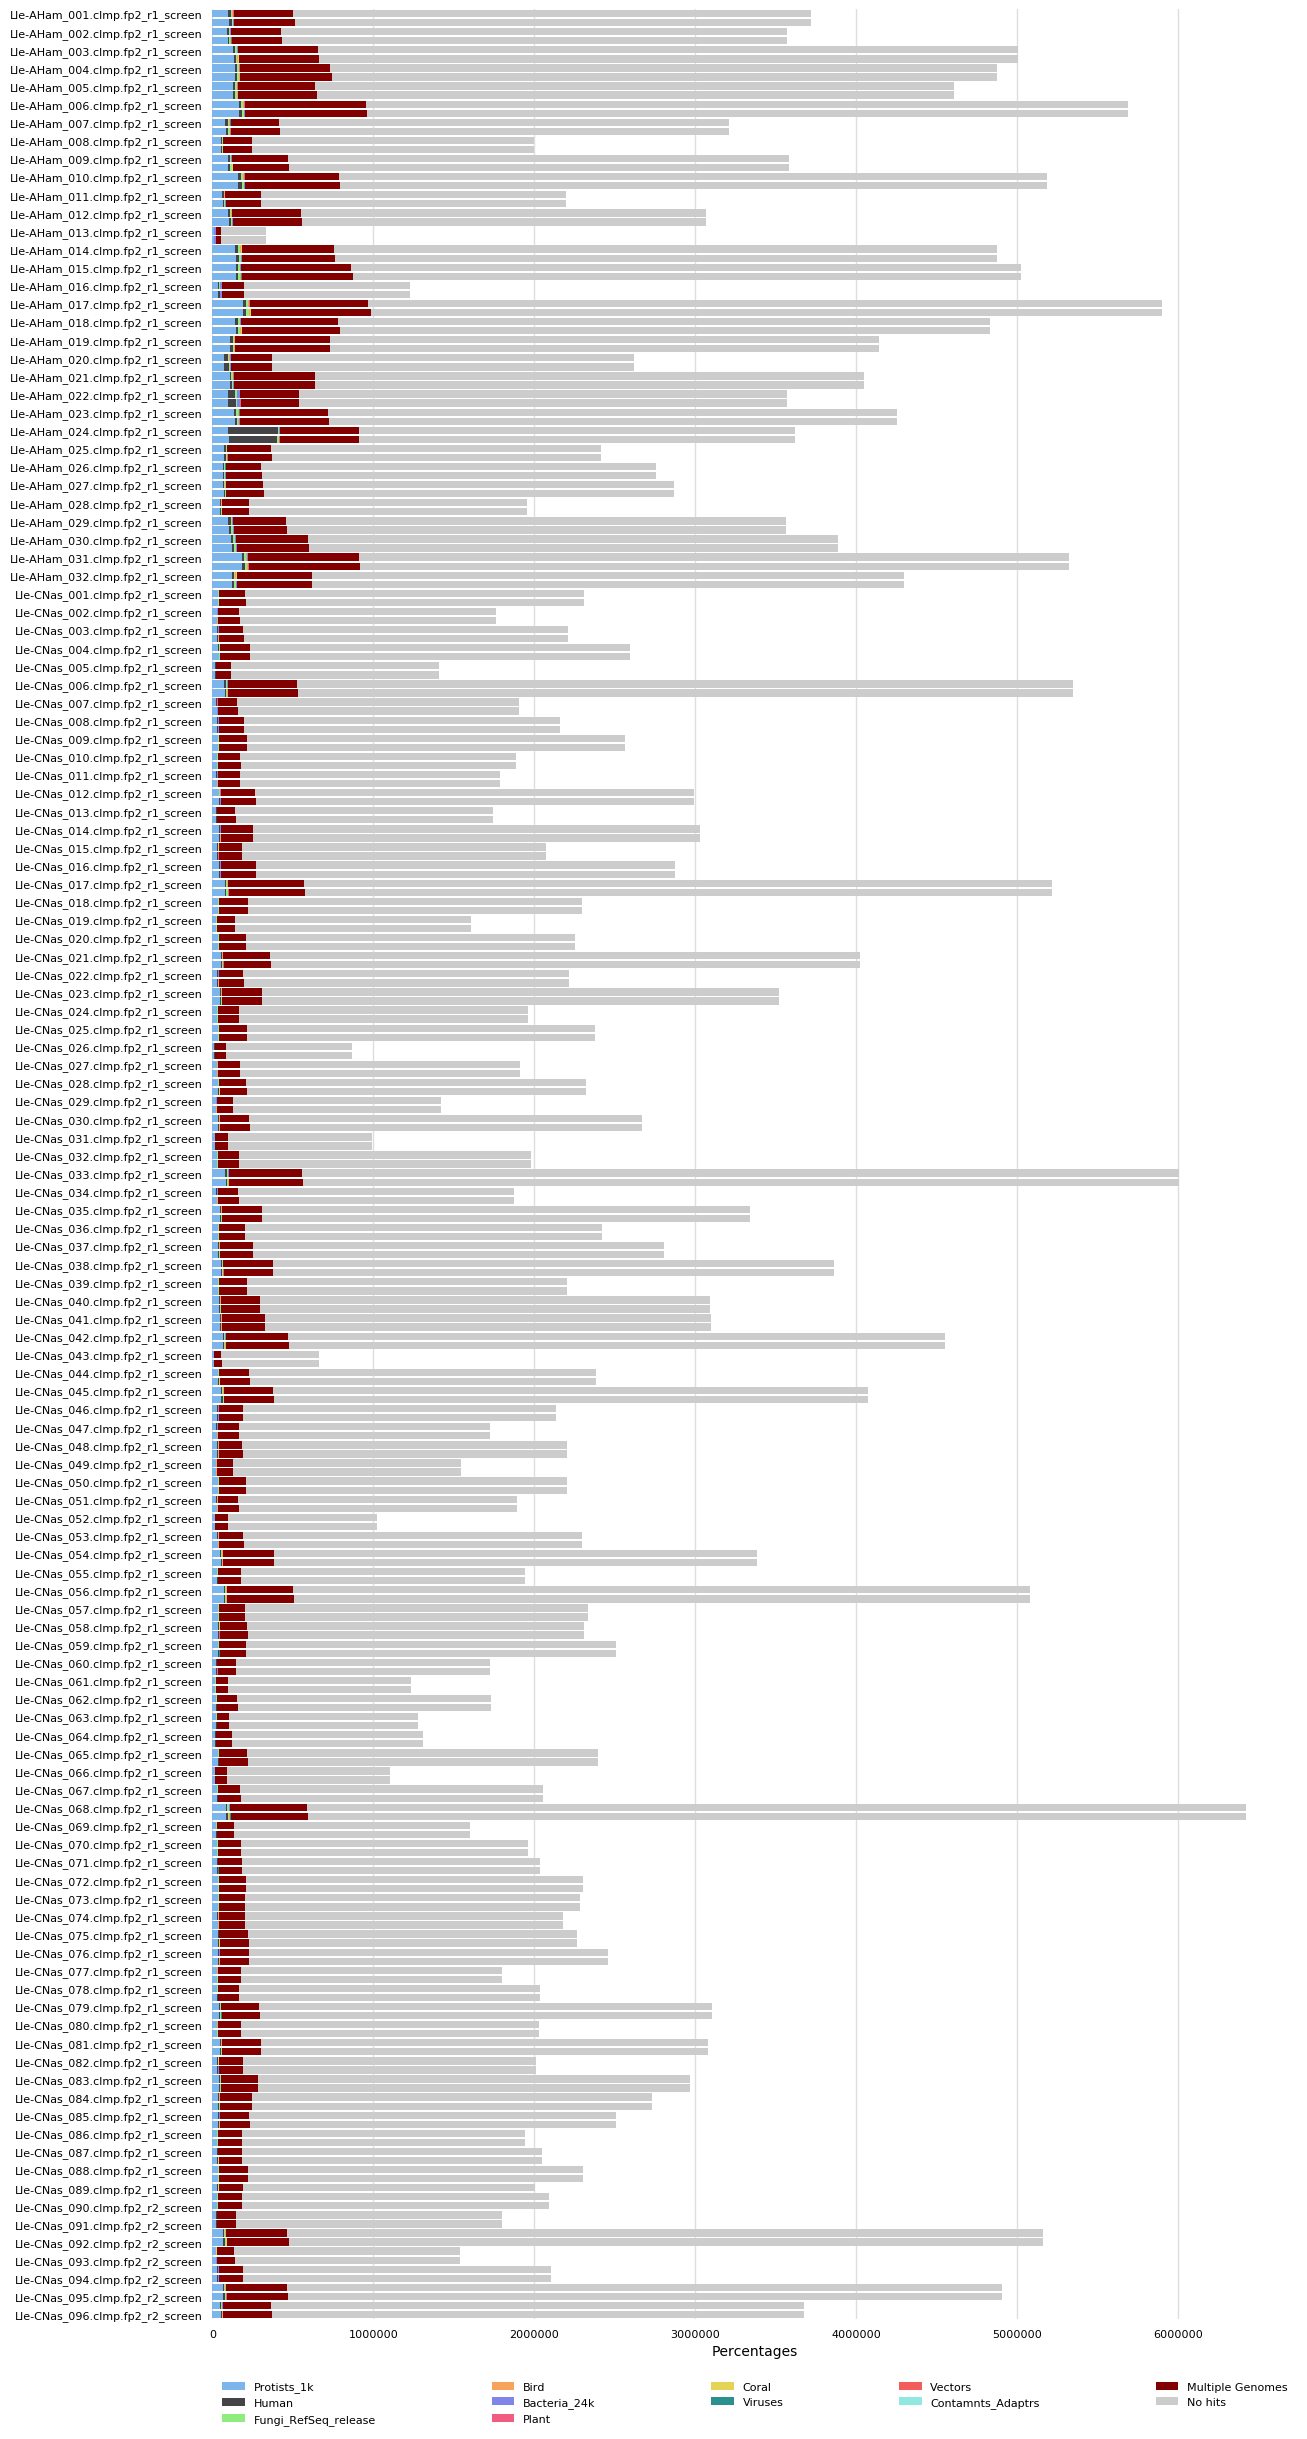 Lle-AHam_001.clmp.fp2_r1_screen
Lle-AHam_002.clmp.fp2_r1_screen
Lle-AHam_003.clmp.fp2_r1_screen
Lle-AHam_004.clmp.fp2_r1_screen
Lle-AHam_005.clmp.fp2_r1_screen
Lle-AHam_006.clmp.fp2_r1_screen
Lle-AHam_007.clmp.fp2_r1_screen
Lle-AHam_008.clmp.fp2_r1_screen
Lle-AHam_009.clmp.fp2_r1_screen
Lle-AHam_010.clmp.fp2_r1_screen
Lle-AHam_011.clmp.fp2_r1_screen
Lle-AHam_012.clmp.fp2_r1_screen
Lle-AHam_013.clmp.fp2_r1_screen
Lle-AHam_014.clmp.fp2_r1_screen
Lle-AHam_015.clmp.fp2_r1_screen
Lle-AHam_016.clmp.fp2_r1_screen
Lle-AHam_017.clmp.fp2_r1_screen
Lle-AHam_018.clmp.fp2_r1_screen
Lle-AHam_019.clmp.fp2_r1_screen
Lle-AHam_020.clmp.fp2_r1_screen
Lle-AHam_021.clmp.fp2_r1_screen
Lle-AHam_022.clmp.fp2_r1_screen
Lle-AHam_023.clmp.fp2_r1_screen
Lle-AHam_024.clmp.fp2_r1_screen
Lle-AHam_025.clmp.fp2_r1_screen
Lle-AHam_026.clmp.fp2_r1_screen
Lle-AHam_027.clmp.fp2_r1_screen
Lle-AHam_028.clmp.fp2_r1_screen
Lle-AHam_029.clmp.fp2_r1_screen
Lle-AHam_030.clmp.fp2_r1_screen
Lle-AHam_031.clmp.fp2_r1_screen
Lle-AHam_032.clmp.fp2_r1_screen
Lle-CNas_001.clmp.fp2_r1_screen
Lle-CNas_002.clmp.fp2_r1_screen
Lle-CNas_003.clmp.fp2_r1_screen
Lle-CNas_004.clmp.fp2_r1_screen
Lle-CNas_005.clmp.fp2_r1_screen
Lle-CNas_006.clmp.fp2_r1_screen
Lle-CNas_007.clmp.fp2_r1_screen
Lle-CNas_008.clmp.fp2_r1_screen
Lle-CNas_009.clmp.fp2_r1_screen
Lle-CNas_010.clmp.fp2_r1_screen
Lle-CNas_011.clmp.fp2_r1_screen
Lle-CNas_012.clmp.fp2_r1_screen
Lle-CNas_013.clmp.fp2_r1_screen
Lle-CNas_014.clmp.fp2_r1_screen
Lle-CNas_015.clmp.fp2_r1_screen
Lle-CNas_016.clmp.fp2_r1_screen
Lle-CNas_017.clmp.fp2_r1_screen
Lle-CNas_018.clmp.fp2_r1_screen
Lle-CNas_019.clmp.fp2_r1_screen
Lle-CNas_020.clmp.fp2_r1_screen
Lle-CNas_021.clmp.fp2_r1_screen
Lle-CNas_022.clmp.fp2_r1_screen
Lle-CNas_023.clmp.fp2_r1_screen
Lle-CNas_024.clmp.fp2_r1_screen
Lle-CNas_025.clmp.fp2_r1_screen
Lle-CNas_026.clmp.fp2_r1_screen
Lle-CNas_027.clmp.fp2_r1_screen
Lle-CNas_028.clmp.fp2_r1_screen
Lle-CNas_029.clmp.fp2_r1_screen
Lle-CNas_030.clmp.fp2_r1_screen
Lle-CNas_031.clmp.fp2_r1_screen
Lle-CNas_032.clmp.fp2_r1_screen
Lle-CNas_033.clmp.fp2_r1_screen
Lle-CNas_034.clmp.fp2_r1_screen
Lle-CNas_035.clmp.fp2_r1_screen
Lle-CNas_036.clmp.fp2_r1_screen
Lle-CNas_037.clmp.fp2_r1_screen
Lle-CNas_038.clmp.fp2_r1_screen
Lle-CNas_039.clmp.fp2_r1_screen
Lle-CNas_040.clmp.fp2_r1_screen
Lle-CNas_041.clmp.fp2_r1_screen
Lle-CNas_042.clmp.fp2_r1_screen
Lle-CNas_043.clmp.fp2_r1_screen
Lle-CNas_044.clmp.fp2_r1_screen
Lle-CNas_045.clmp.fp2_r1_screen
Lle-CNas_046.clmp.fp2_r1_screen
Lle-CNas_047.clmp.fp2_r1_screen
Lle-CNas_048.clmp.fp2_r1_screen
Lle-CNas_049.clmp.fp2_r1_screen
Lle-CNas_050.clmp.fp2_r1_screen
Lle-CNas_051.clmp.fp2_r1_screen
Lle-CNas_052.clmp.fp2_r1_screen
Lle-CNas_053.clmp.fp2_r1_screen
Lle-CNas_054.clmp.fp2_r1_screen
Lle-CNas_055.clmp.fp2_r1_screen
Lle-CNas_056.clmp.fp2_r1_screen
Lle-CNas_057.clmp.fp2_r1_screen
Lle-CNas_058.clmp.fp2_r1_screen
Lle-CNas_059.clmp.fp2_r1_screen
Lle-CNas_060.clmp.fp2_r1_screen
Lle-CNas_061.clmp.fp2_r1_screen
Lle-CNas_062.clmp.fp2_r1_screen
Lle-CNas_063.clmp.fp2_r1_screen
Lle-CNas_064.clmp.fp2_r1_screen
Lle-CNas_065.clmp.fp2_r1_screen
Lle-CNas_066.clmp.fp2_r1_screen
Lle-CNas_067.clmp.fp2_r1_screen
Lle-CNas_068.clmp.fp2_r1_screen
Lle-CNas_069.clmp.fp2_r1_screen
Lle-CNas_070.clmp.fp2_r1_screen
Lle-CNas_071.clmp.fp2_r1_screen
Lle-CNas_072.clmp.fp2_r1_screen
Lle-CNas_073.clmp.fp2_r1_screen
Lle-CNas_074.clmp.fp2_r1_screen
Lle-CNas_075.clmp.fp2_r1_screen
Lle-CNas_076.clmp.fp2_r1_screen
Lle-CNas_077.clmp.fp2_r1_screen
Lle-CNas_078.clmp.fp2_r1_screen
Lle-CNas_079.clmp.fp2_r1_screen
Lle-CNas_080.clmp.fp2_r1_screen
Lle-CNas_081.clmp.fp2_r1_screen
Lle-CNas_082.clmp.fp2_r1_screen
Lle-CNas_083.clmp.fp2_r1_screen
Lle-CNas_084.clmp.fp2_r1_screen
Lle-CNas_085.clmp.fp2_r1_screen
Lle-CNas_086.clmp.fp2_r1_screen
Lle-CNas_087.clmp.fp2_r1_screen
Lle-CNas_088.clmp.fp2_r1_screen
Lle-CNas_089.clmp.fp2_r1_screen
Lle-CNas_090.clmp.fp2_r2_screen
Lle-CNas_091.clmp.fp2_r2_screen
Lle-CNas_092.clmp.fp2_r2_screen
Lle-CNas_093.clmp.fp2_r2_screen
Lle-CNas_094.clmp.fp2_r2_screen
Lle-CNas_095.clmp.fp2_r2_screen
Lle-CNas_096.clmp.fp2_r2_screen
0 1000000 2000000 3000000 4000000 5000000 6000000
Percentages
Protists_1k Bird Coral Vectors Multiple Genomes
Human Bacteria_24k Viruses Contamnts_Adaptrs No hits
Fungi_RefSeq_release Plant